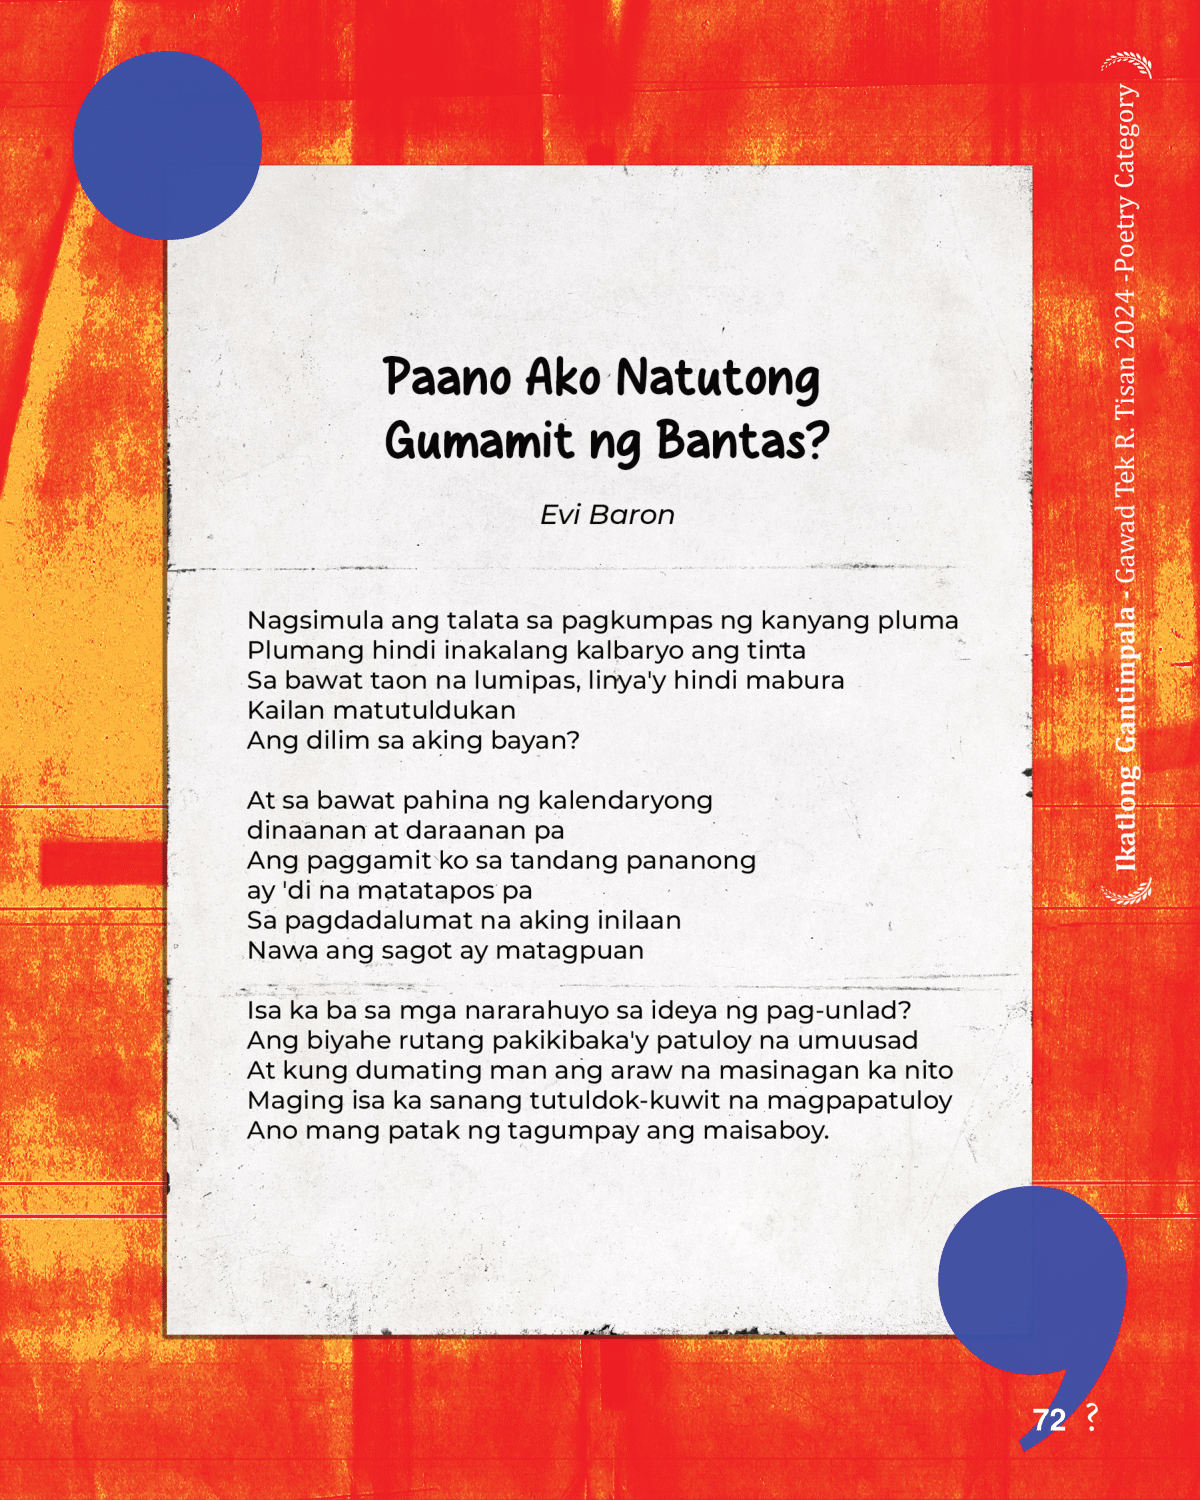 Paano Ako Natutong
Gumamit ng Bantas?
Evi Baron
Nagsimula ang talata sa pagkumpas ng kanyang pluma
Plumang hindi inakalang kalbaryo ang tinta
Sa bawat taon na lumipas, linya'y hindi mabura
Kailan matutuldukan
Ang dilim sa aking bayan?
At sa bawat pahina ng kalendaryong
dinaanan at daraanan pa
Ang paggamit ko sa tandang pananong
ay 'di na matatapos pa
Sa pagdadalumat na aking inilaan
Nawa ang sagot ay matagpuan
Isa ka ba sa mga nararahuyo sa ideya ng pag-unlad?
Ang biyahe rutang pakikibaka'y patuloy na umuusad
At kung dumating man ang araw na masinagan ka nito
Maging isa ka sanang tutuldok-kuwit na magpapatuloy
Ano mang patak ng tagumpay ang maisaboy.
Ikatlong Gantimpala - Gawad Tek R. Tisan 2024 -Poetry Category
72 ?